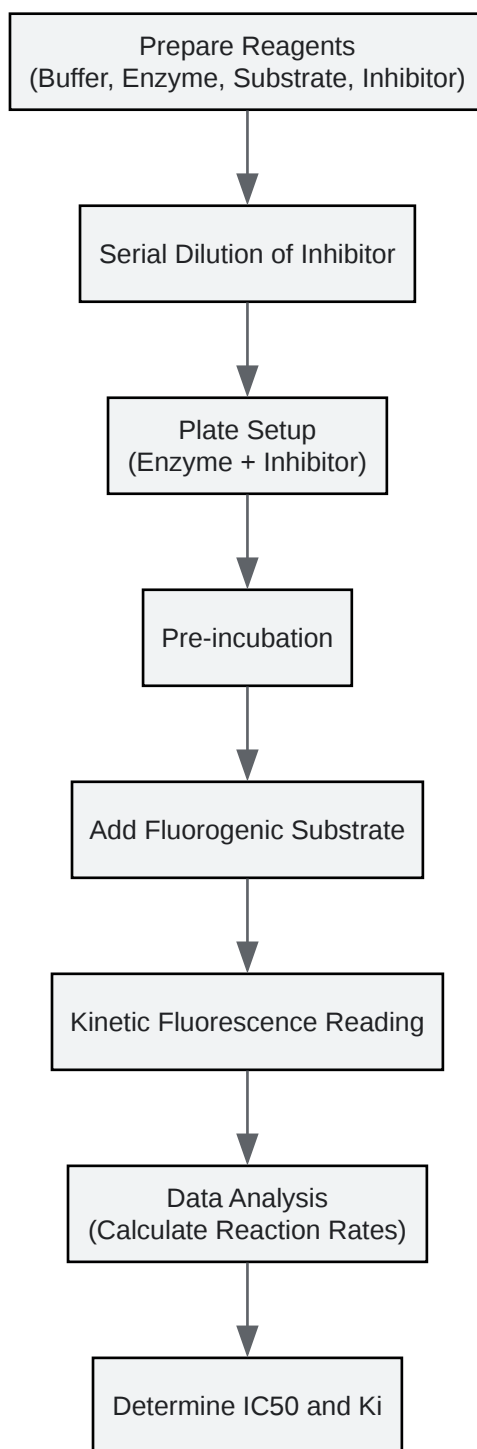 Prepare Reagents
(Buffer, Enzyme, Substrate, Inhibitor)
Serial Dilution of Inhibitor
Plate Setup
(Enzyme + Inhibitor)
Pre-incubation
Add Fluorogenic Substrate
Kinetic Fluorescence Reading
Data Analysis
(Calculate Reaction Rates)
Determine IC50 and Ki